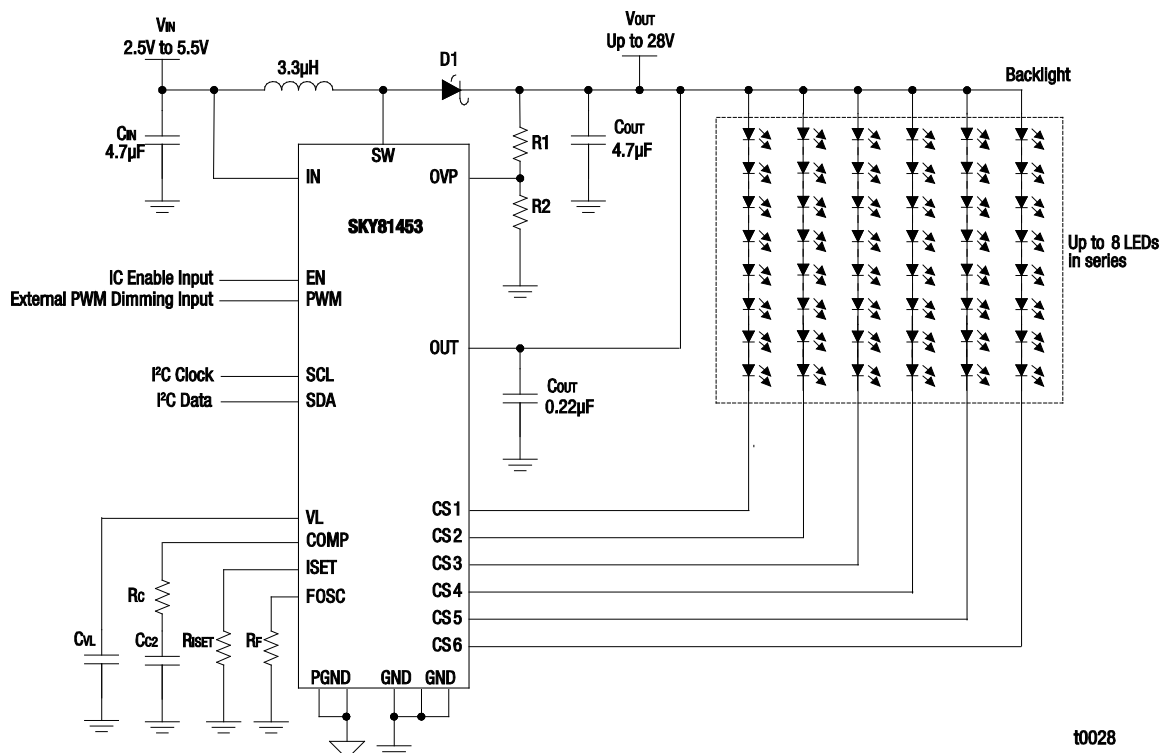 VIN
2.5V to 5.5V
VOUT
Up to 28V
3.3µH
D1
Backlight
CIN
4.7µF
SW
R1
COUT
4.7µF
IN
OVP
R2
SKY81453
Up to 8 LEDs
in series
IC Enable Input
EN
External PWM Dimming Input
PWM
OUT
I²C Clock
SCL
I²C Data
SDA
COUT
0.22µF
CS1
VL
CS2
COMP
CS3
ISET
CS4
FOSC
RC
CS5
CVL
CC2
RISET
RF
CS6
PGND
GND
GND
t0028